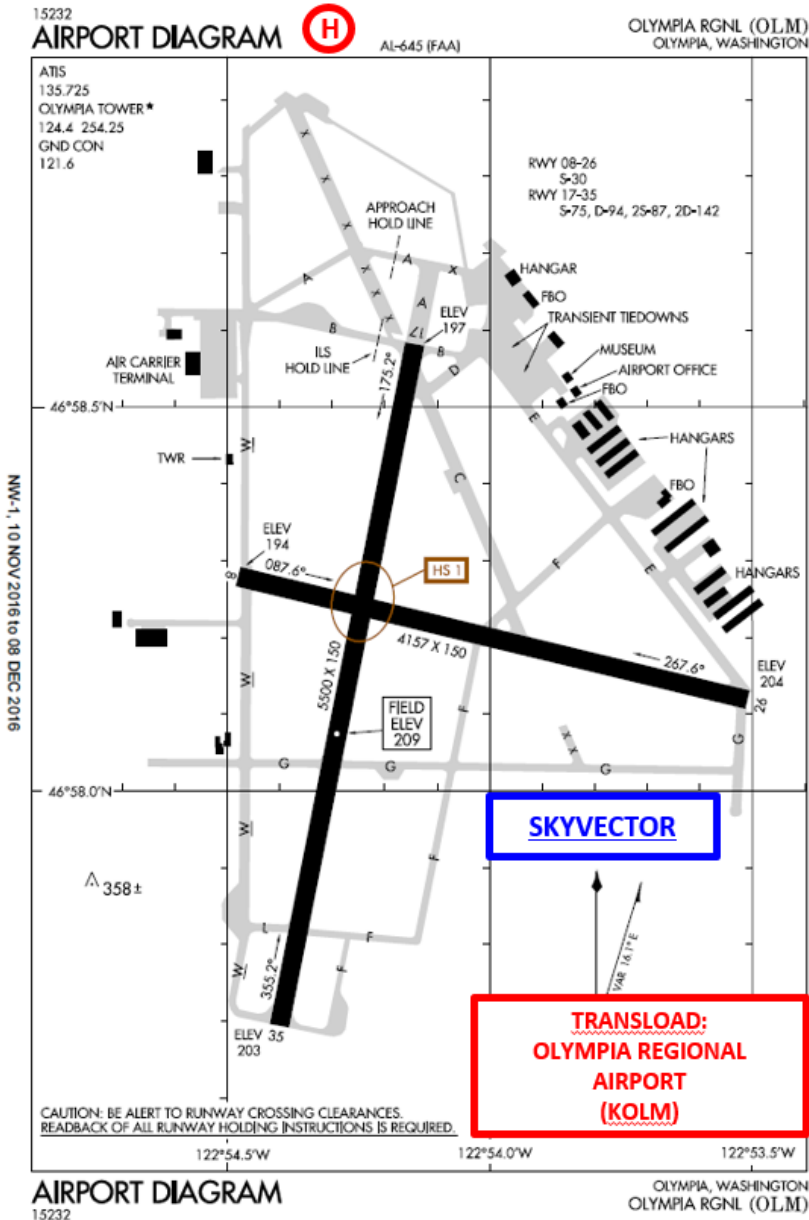 15232
AIRPORT DIAGRAM
H
AL-645 (FAA)
OLYMPIA RGNL (OLM)
OLYMPIA, WASHINGTON
ATIS
135.725
OLYMPIA TOWER★
124.4 254.25
GND CON
121.6
RWY 08-26
S-30
RWY 17-35
S-75, D-94, 2S-87, 2D-142
X
X
X
X
X
X
APPROACH
HOLD LINE
A
A
X
A
HANGAR
FBO
ELEV
197
TRANSIENT TIEDOWNS
17
B
B
ILS
HOLD LINE
175.2°
D
AIR CARRIER
TERMINAL
MUSEUM
AIRPORT OFFICE
FBO
E
46°58.5'N
W
TWR
HANGARS
C
FBO
ELEV
194
087.6°
8
HS 1
F
E
HANGARS
4157 X 150
5500 X 150
267.6°
ELEV
204
26
W
F
FIELD
ELEV
209
X
X
G
G
G
G
46°58.0'N
W
SKYVECTOR
F
358±
L
F
W
355.2°
F
VAR 16.1° E
ELEV
203
35
TRANSLOAD:
OLYMPIA REGIONAL
AIRPORT
(KOLM)
CAUTION: BE ALERT TO RUNWAY CROSSING CLEARANCES.
READBACK OF ALL RUNWAY HOLDING INSTRUCTIONS IS REQUIRED.
122°54.5'W
122°54.0'W
122°53.5'W
NW-1, 10 NOV 2016 to 08 DEC 2016
AIRPORT DIAGRAM
15232
OLYMPIA, WASHINGTON
OLYMPIA RGNL (OLM)